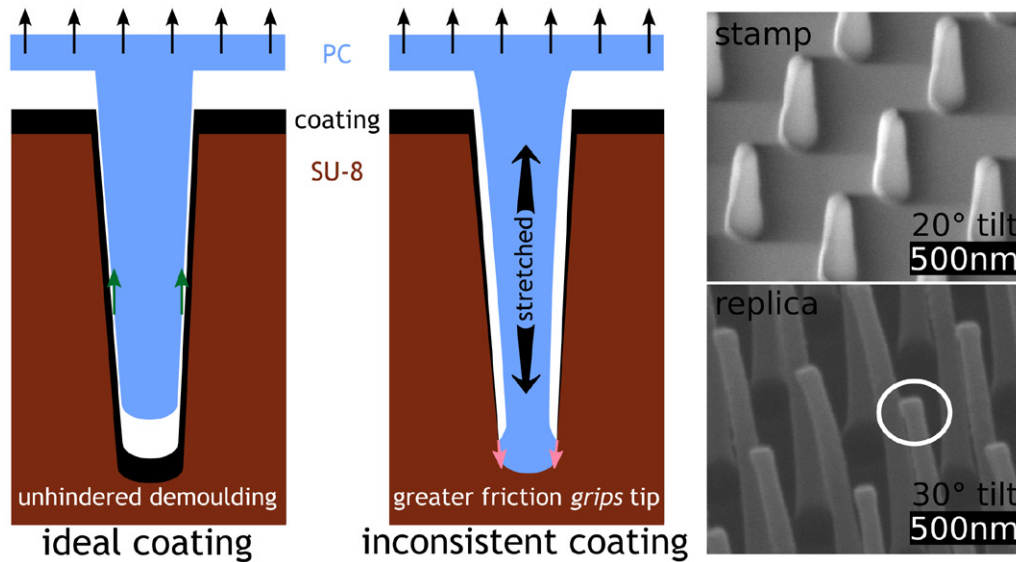 PC
coating
SU-8
unhindered demoulding
ideal coating
stretched
greater friction grips tip
inconsistent coating
stamp
20° tilt
500nm
replica
30° tilt
500nm